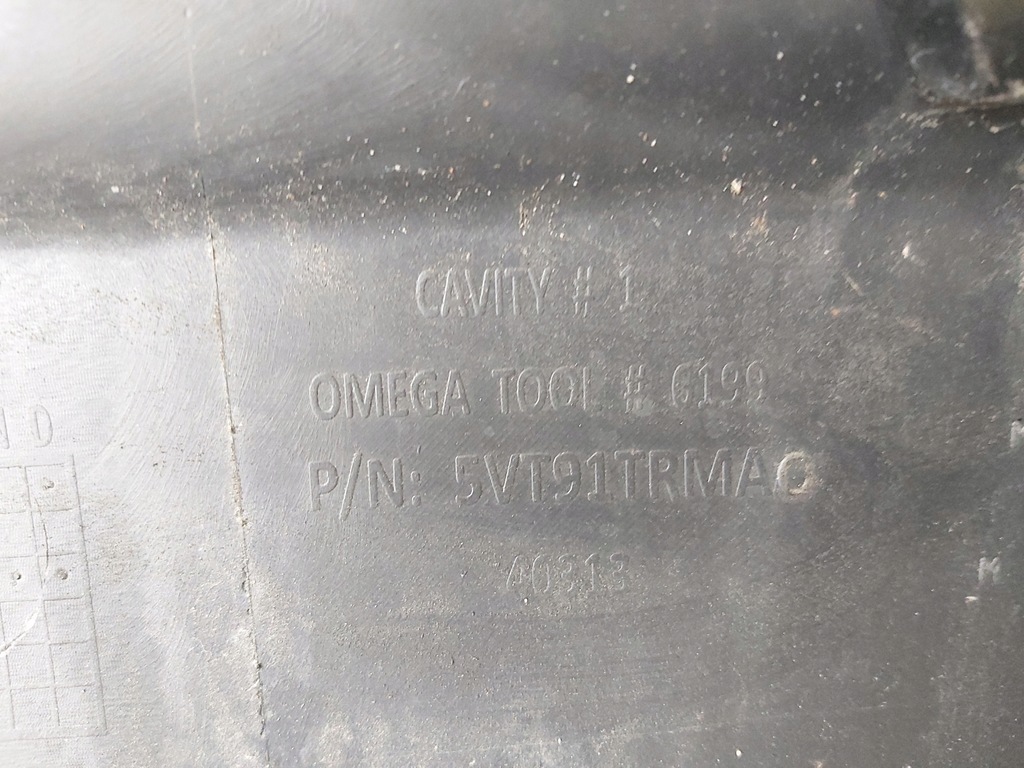 CAVITY # 1
OMEGA TOOL # 6199
P/N: 5VT91TRMAC
40313
N D
M
M